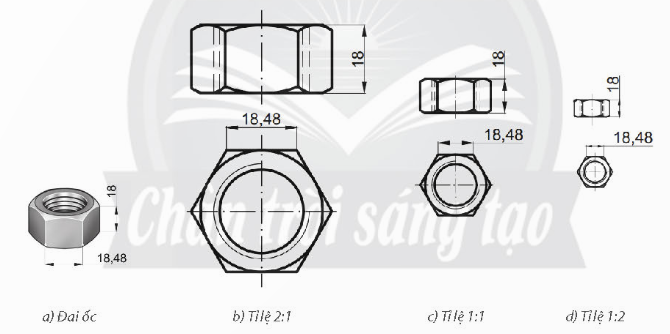 18
18
18
18,48
18,48
18,48
18
18,48
Chân trời sáng tạo
a) Đai ốc
b) Tỉ lệ 2:1
c) Tỉ lệ 1:1
d) Tỉ lệ 1:2